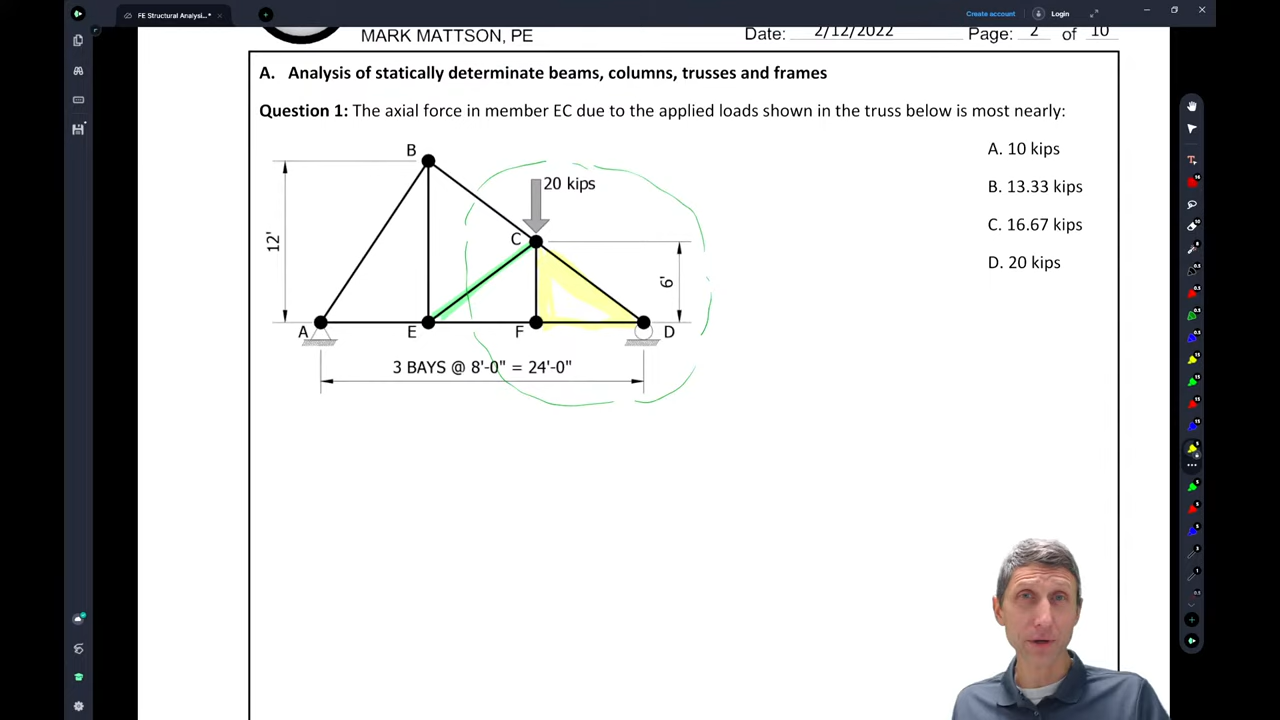 FE Structural Analysi...*
Create account
Login
MARK MATTSON, PE
Date: 2/12/2022 Page: 2 of 10
A. Analysis of statically determinate beams, columns, trusses and frames
Question 1: The axial force in member EC due to the applied loads shown in the truss below is most nearly:
A. 10 kips
B. 13.33 kips
C. 16.67 kips
D. 20 kips
B
20 kips
C
12'
6'
A
E
F
D
3 BAYS @ 8'-0" = 24'-0"